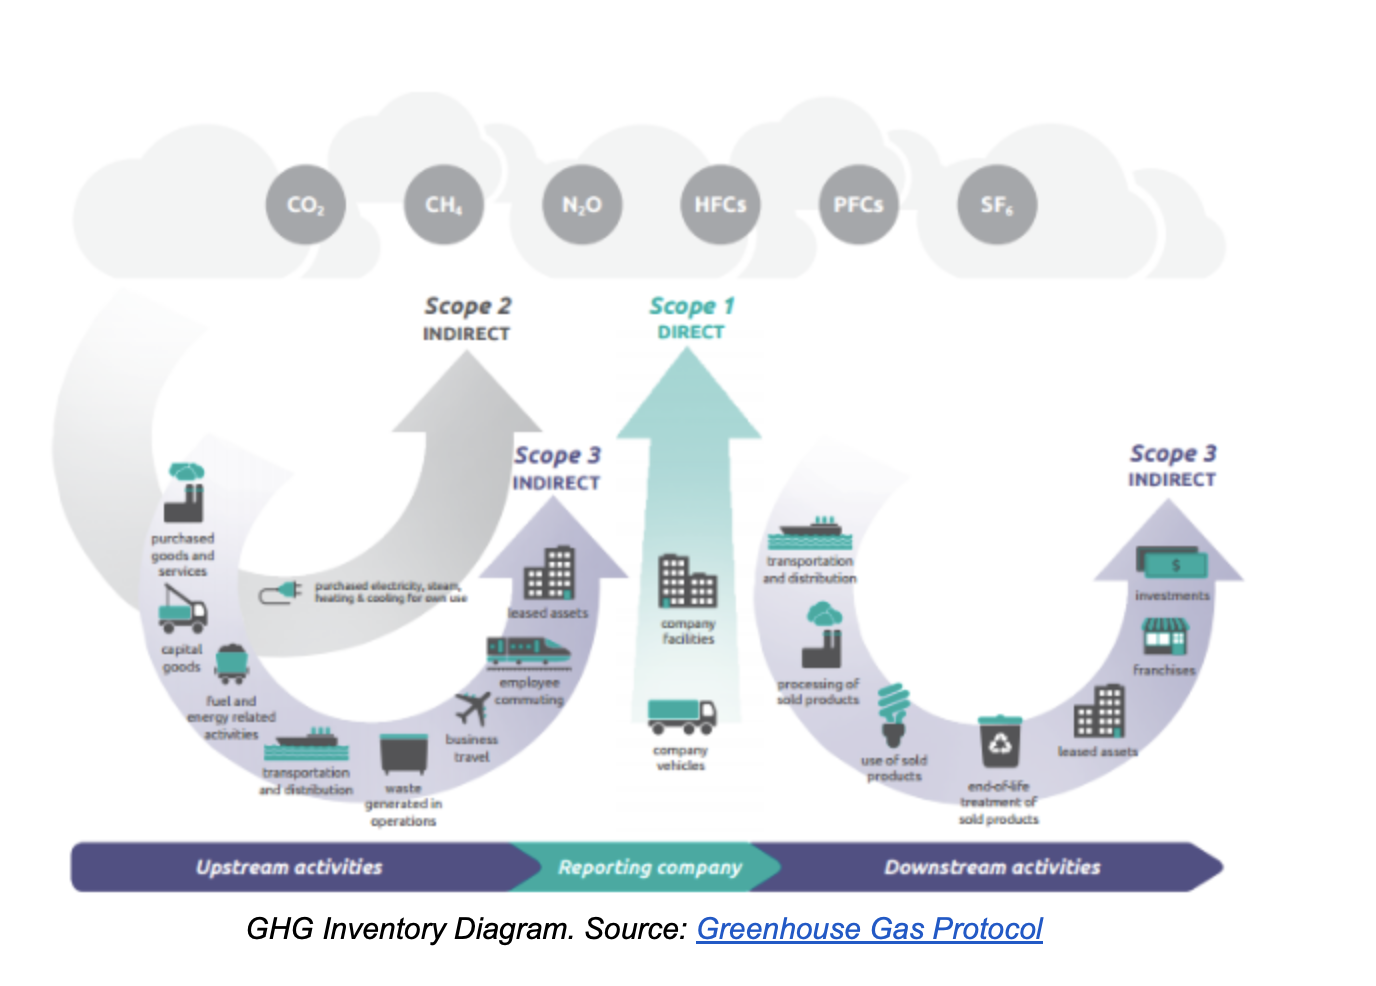 CO₂
CH₄
N₂O
HFCs
PFCs
SF₆
Scope 2
INDIRECT
Scope 1
DIRECT
Scope 3
INDIRECT
Scope 3
INDIRECT
purchased
goods and
services
capital
goods
fuel and
energy related
activities
transportation
and distribution
waste
generated in
operations
business
travel
employee
commuting
leased assets
purchased electricity, steam,
heating & cooling for own use
company
facilities
company
vehicles
transportation
and distribution
processing of
sold products
use of sold
products
end-of-life
treatment of
sold products
leased assets
franchises
$
investments
Upstream activities
Reporting company
Downstream activities
GHG Inventory Diagram. Source: Greenhouse Gas Protocol